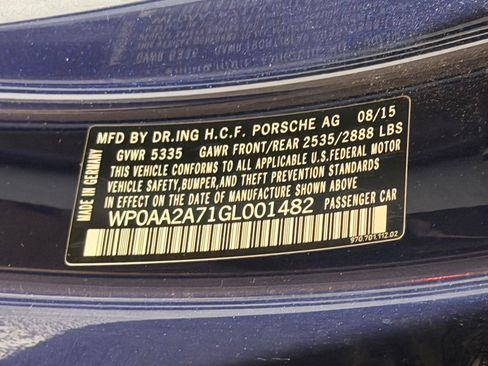 MFD BY DR.ING H.C.F. PORSCHE AG 08/15
GVWR 5335 GAWR FRONT/REAR 2535/2888 LBS
THIS VEHICLE CONFORMS TO ALL APPLICABLE U.S.FEDERAL MOTOR
VEHICLE SAFETY,BUMPER,AND THEFT PREVENTION STANDARDS
IN EFFECT ON THE DATE OF MANUFACTURE SHOWN ABOVE.
WP0AA2A71GL001482 PASSENGER CAR
MADE IN GERMANY
970.701.112.02